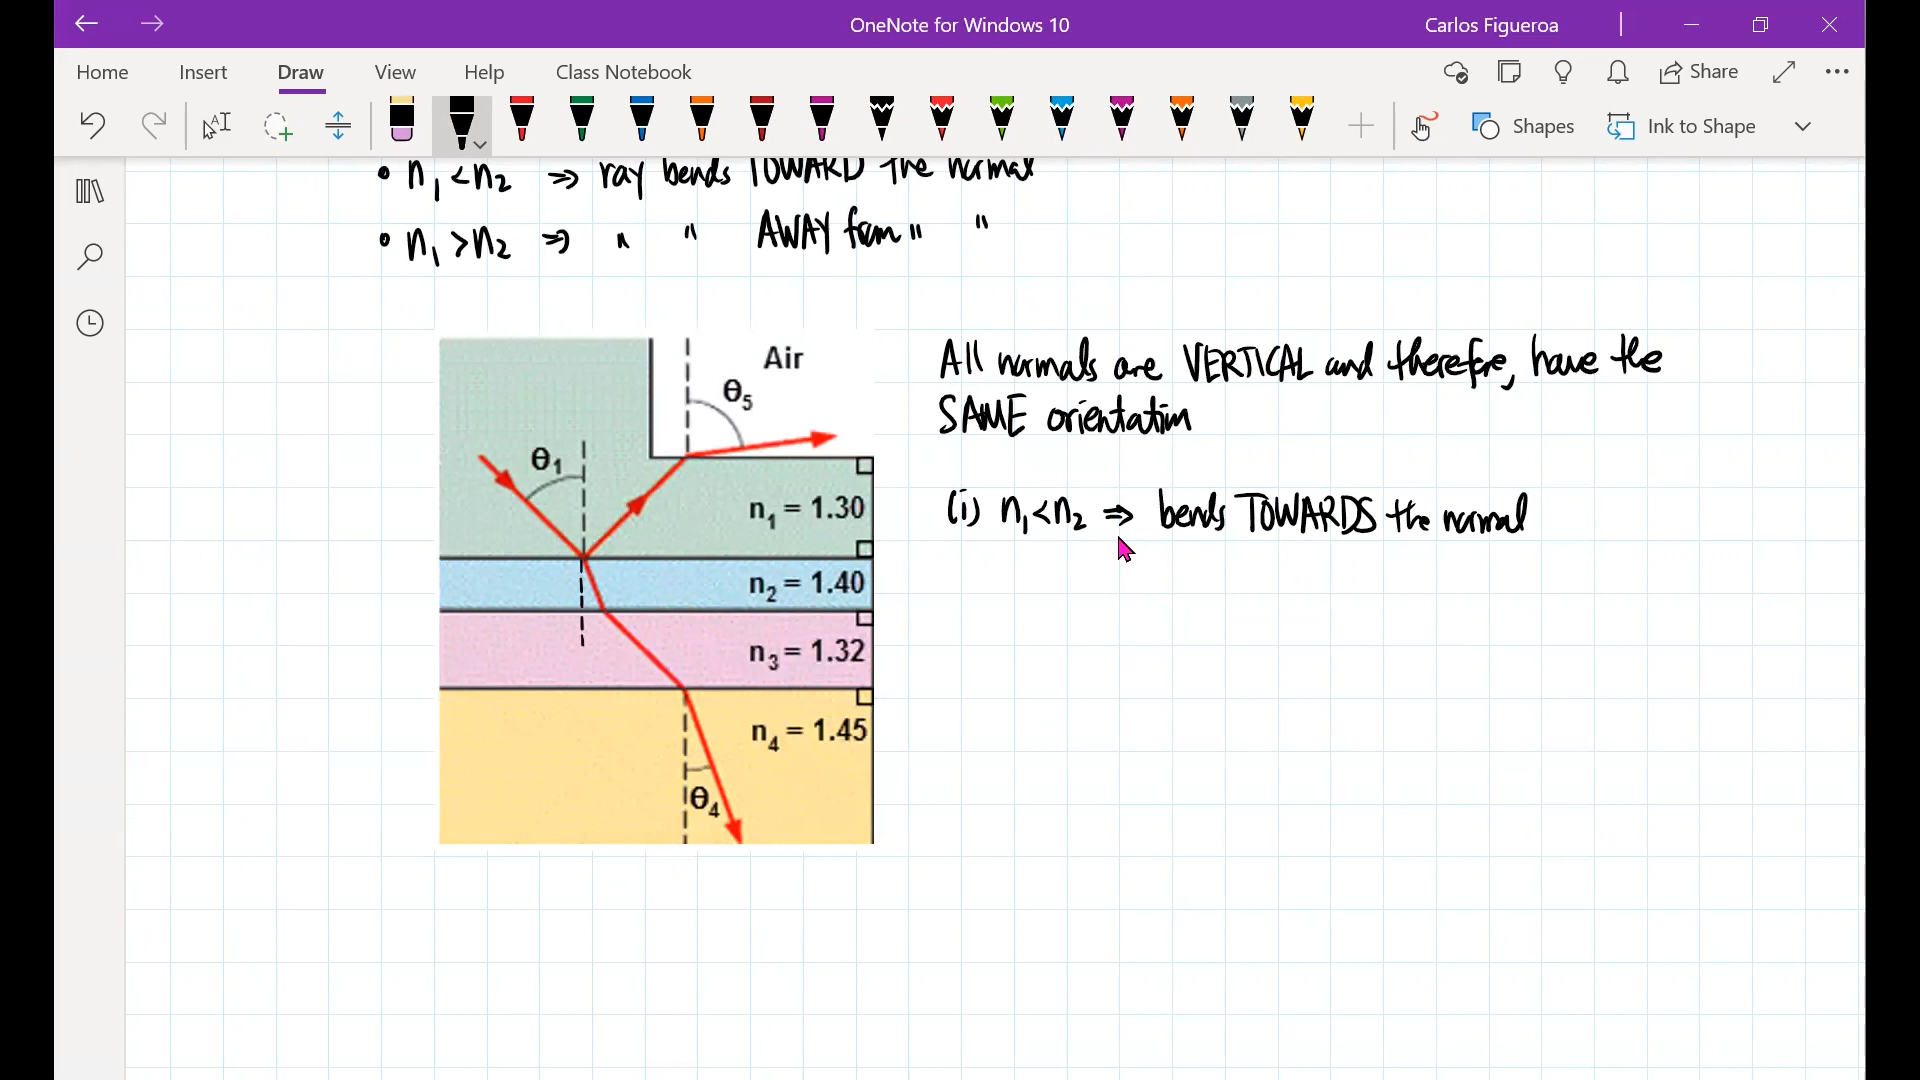 OneNote for Windows 10
Carlos Figueroa
Home Insert Draw View Help Class Notebook Share
Shapes Ink to Shape
• n₁ < n₂ ⇒ ray bends TOWARD the normal
• n₁ > n₂ ⇒ " " AWAY from " "
All normals are VERTICAL and therefore, have the
SAME orientation
(i) n₁ < n₂ ⇒ bends TOWARDS the normal
Air
θ₅
θ₁
n₁ = 1.30
n₂ = 1.40
n₃ = 1.32
n₄ = 1.45
θ₄